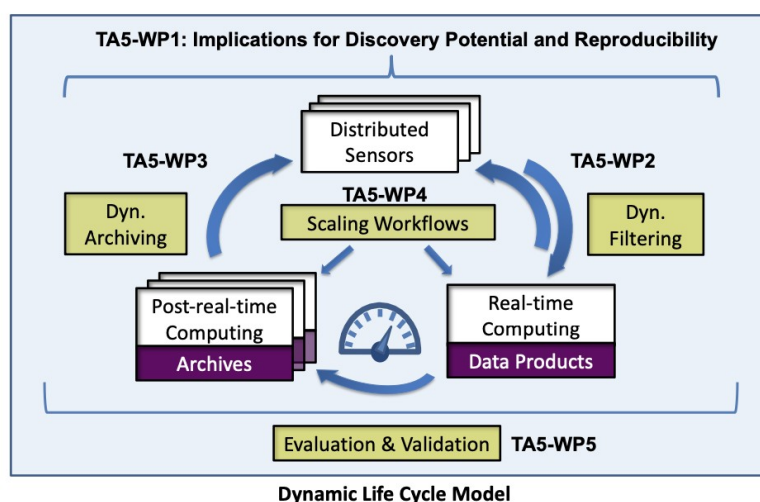 TA5-WP1: Implications for Discovery Potential and Reproducibility
Distributed
Sensors
TA5-WP3
TA5-WP2
TA5-WP4
Dyn.
Archiving
Scaling Workflows
Dyn.
Filtering
Post-real-time
Computing
Archives
Real-time
Computing
Data Products
Evaluation & Validation
TA5-WP5
Dynamic Life Cycle Model